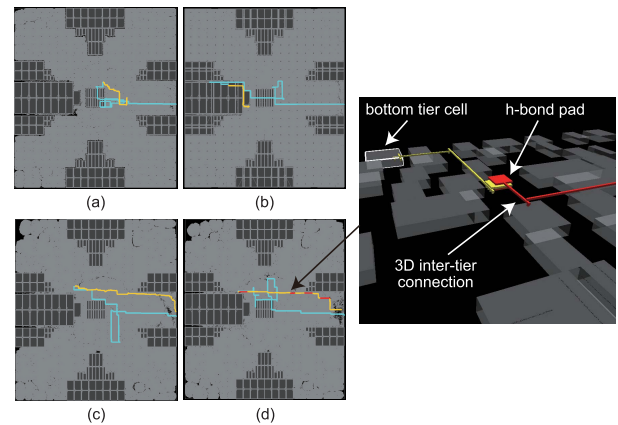 (a)
(b)
bottom tier cell
h-bond pad
3D inter-tier
connection
(c)
(d)